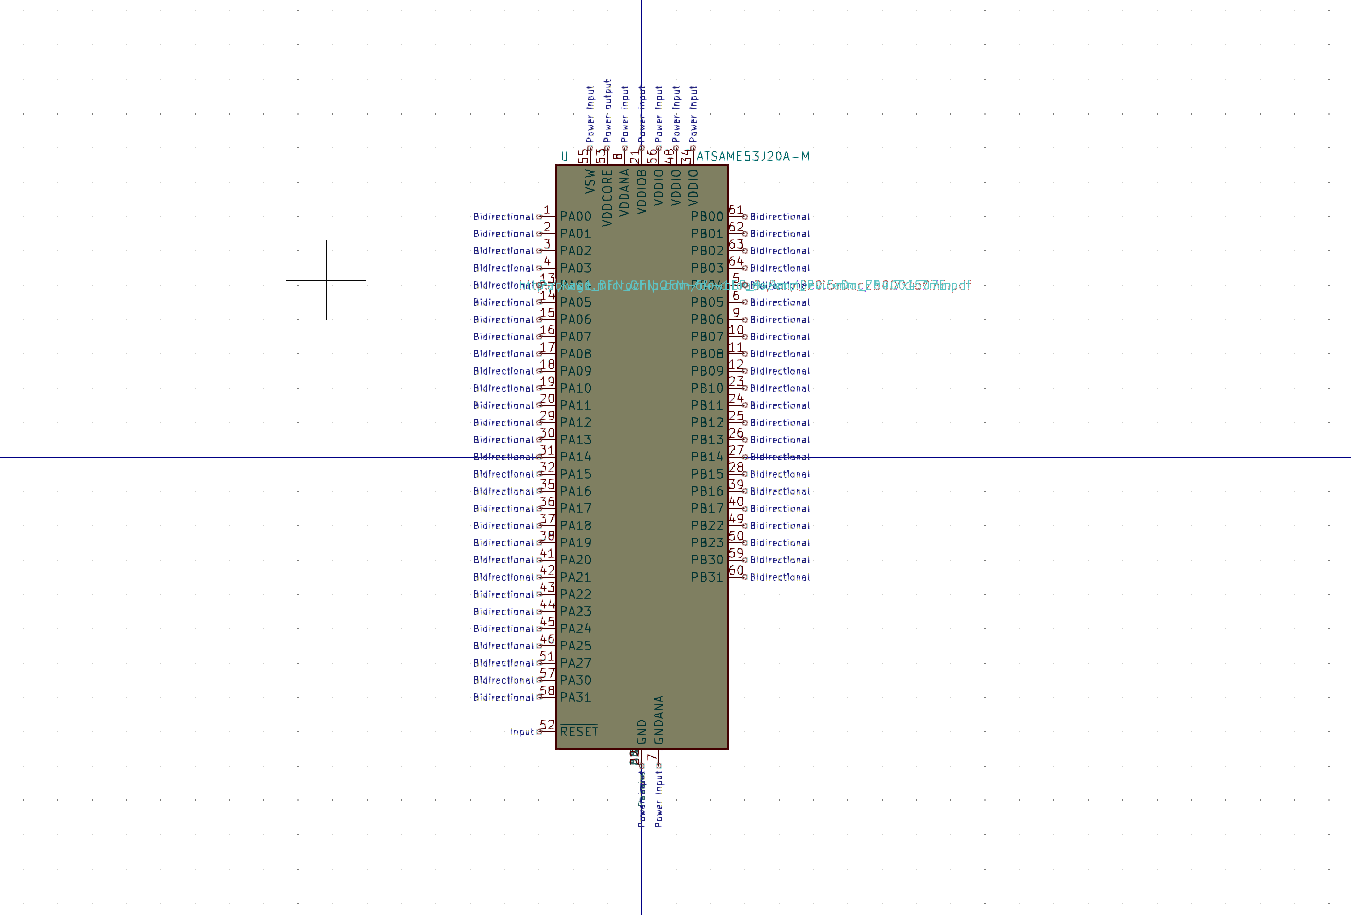 Power Input
Power output
Power input
Power input
Power Input
Power Input
Power Input
U ATSAME53J20A-M
55 53 8 21 56 48 34
VSW VDDCORE VDDANA VDDIOB VDDIO VDDIO VDDIO
Bidirectional 1 PA00 PB00 61 Bidirectional
Bidirectional 2 PA01 PB01 62 Bidirectional
Bidirectional 3 PA02 PB02 63 Bidirectional
Bidirectional 4 PA03 PB03 64 Bidirectional
13 5
Bidirectional 14 PA05 PB05 6 Bidirectional
Bidirectional 15 PA06 PB06 9 Bidirectional
Bidirectional 16 PA07 PB07 10 Bidirectional
Bidirectional 17 PA08 PB08 11 Bidirectional
Bidirectional 18 PA09 PB09 12 Bidirectional
Bidirectional 19 PA10 PB10 23 Bidirectional
Bidirectional 20 PA11 PB11 24 Bidirectional
Bidirectional 29 PA12 PB12 25 Bidirectional
Bidirectional 30 PA13 PB13 26 Bidirectional
Bidirectional 31 PA14 PB14 27 Bidirectional
Bidirectional 32 PA15 PB15 28 Bidirectional
Bidirectional 35 PA16 PB16 39 Bidirectional
Bidirectional 36 PA17 PB17 40 Bidirectional
Bidirectional 37 PA18 PB22 49 Bidirectional
Bidirectional 38 PA19 PB23 50 Bidirectional
Bidirectional 41 PA20 PB30 59 Bidirectional
Bidirectional 42 PA21 PB31 60 Bidirectional
Bidirectional 43 PA22
Bidirectional 44 PA23
Bidirectional 45 PA24
Bidirectional 46 PA25
Bidirectional 51 PA27
Bidirectional 57 PA30
Bidirectional 58 PA31
Input 52 RESET
GND GNDANA
7
Power Input